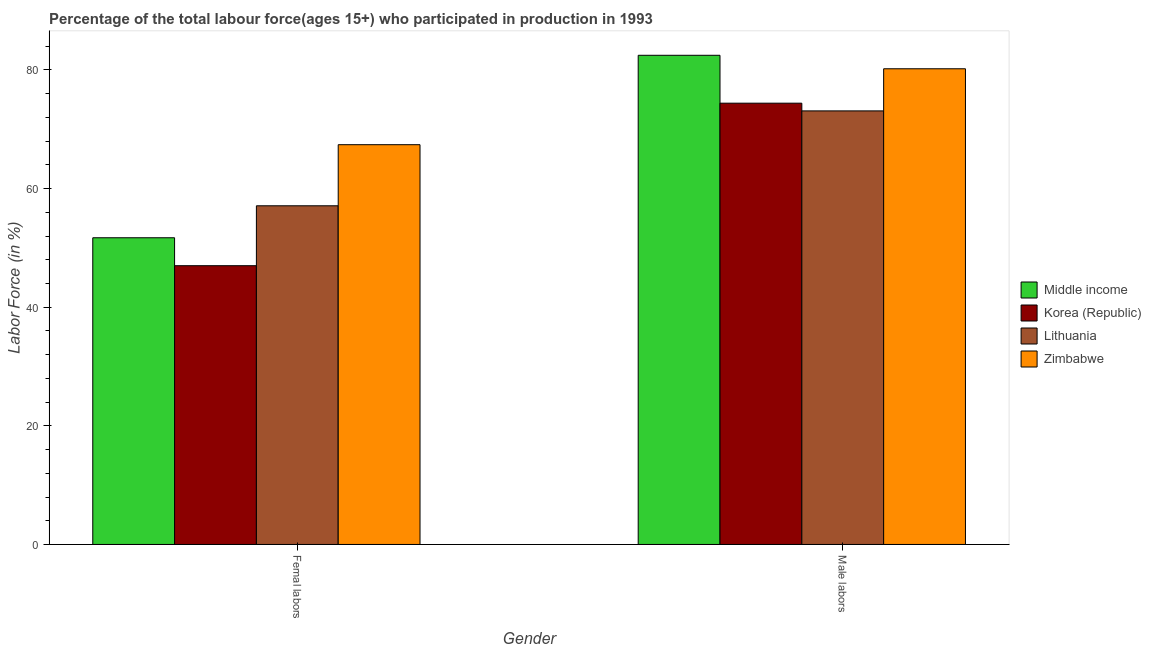 Percentage of the total labour force(ages 15+) who participated in production in 1993
Labor Force (in %)
80
60
40
20
0
Femal labors
Male labors
Gender
Middle income
Korea (Republic)
Lithuania
Zimbabwe